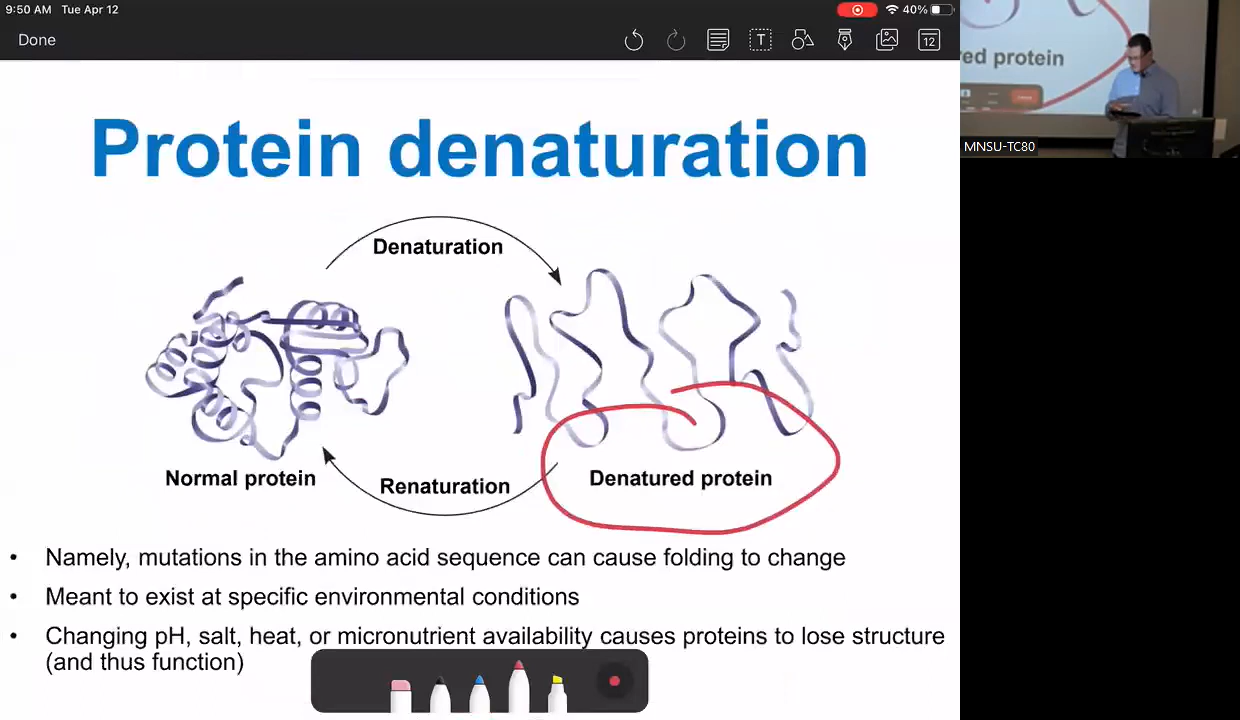 9:50 AM Tue Apr 12
40%
Done
T
12
Protein denaturation
Denaturation
Normal protein
Renaturation
Denatured protein
• Namely, mutations in the amino acid sequence can cause folding to change
• Meant to exist at specific environmental conditions
• Changing pH, salt, heat, or micronutrient availability causes proteins to lose structure
(and thus function)
ed protein
MNSU-TC80